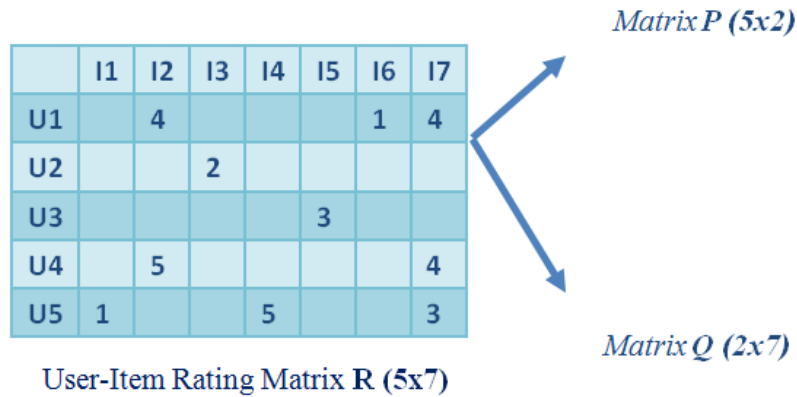 Matrix P (5x2)
I1 I2 I3 I4 I5 I6 I7
U1 4 1 4
U2 2
U3 3
U4 5 4
U5 1 5 3
Matrix Q (2x7)
User-Item Rating Matrix R (5x7)